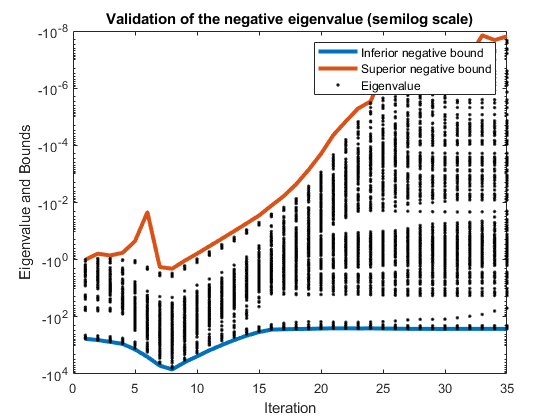 Validation of the negative eigenvalue (semilog scale)
-10^-8
-10^-6
-10^-4
-10^-2
-10^0
-10^2
-10^4
Eigenvalue and Bounds
Inferior negative bound
Superior negative bound
Eigenvalue
0 5 10 15 20 25 30 35
Iteration